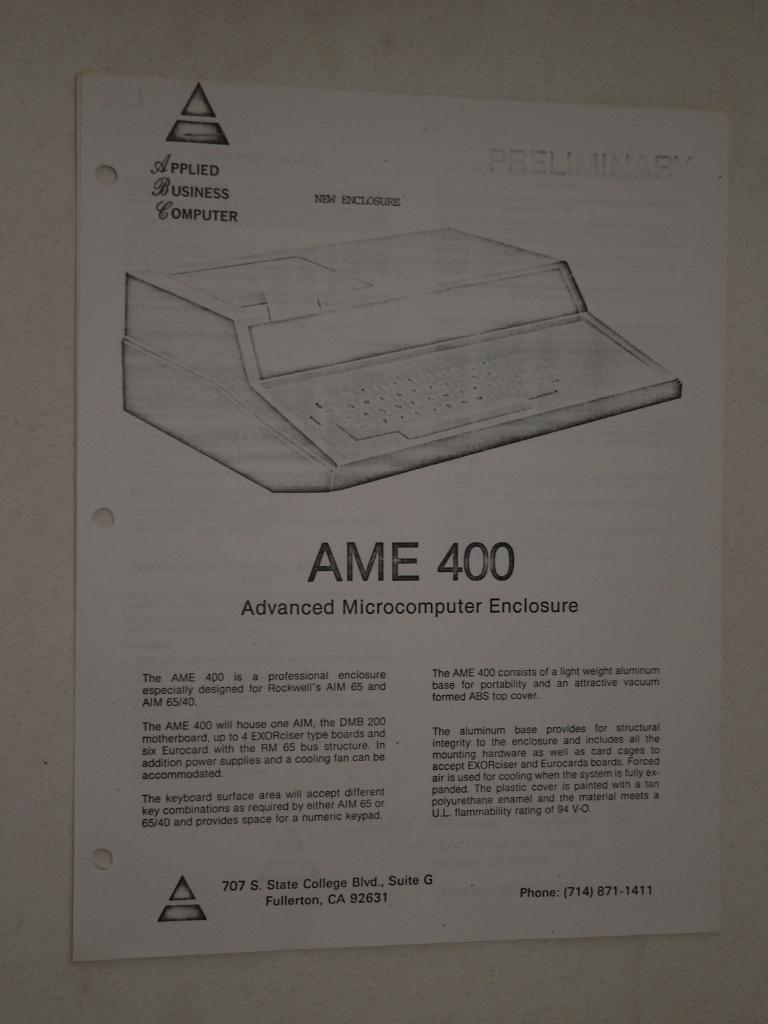 PRELIMINARY
APPLIED
BUSINESS
COMPUTER
NEW ENCLOSURE
AME 400
Advanced Microcomputer Enclosure
The AME 400 is a professional enclosure
especially designed for Rockwell's AIM 65 and
AIM 65/40.
The AME 400 will house one AIM, the DMB 200
motherboard, up to 4 EXORciser type boards and
six Eurocard with the RM 65 bus structure. In
addition power supplies and a cooling fan can be
accommodated.
The keyboard surface area will accept different
key combinations as required by either AIM 65 or
65/40 and provides space for a numeric keypad.
The AME 400 consists of a light weight aluminum
base for portability and an attractive vacuum
formed ABS top cover.
The aluminum base provides for structural
integrity to the enclosure and includes all the
mounting hardware as well as card cages to
accept EXORciser and Eurocards boards. Forced
air is used for cooling when the system is fully ex-
panded. The plastic cover is painted with a tan
polyurethane enamel and the material meets a
U.L. flammability rating of 94 V-O.
707 S. State College Blvd., Suite G
Fullerton, CA 92631
Phone: (714) 871-1411